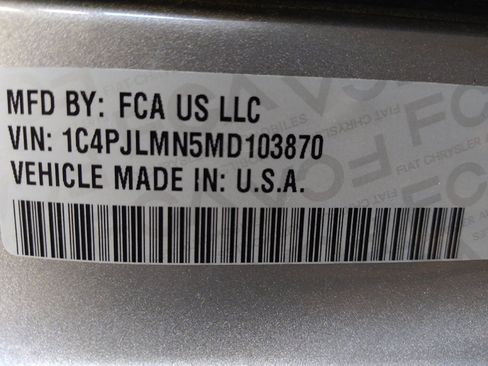 MFD BY: FCA US LLC
VIN: 1C4PJLMN5MD103870
VEHICLE MADE IN: U.S.A.